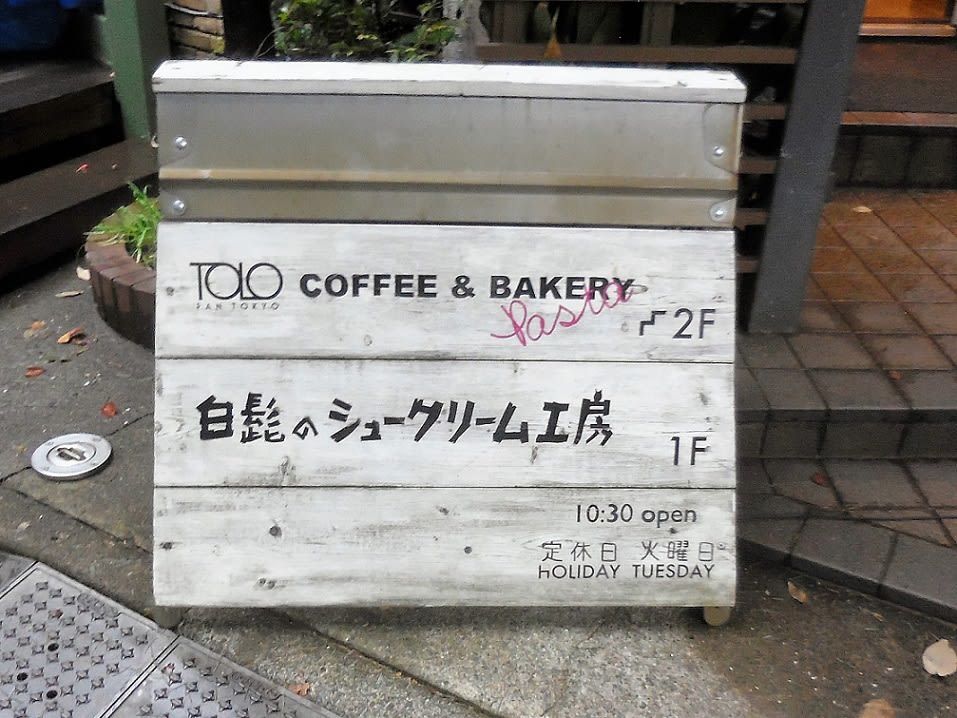 TOLO COFFEE & BAKERY
PAN TOKYO
Pasta
2F
白髭のシュークリーム工房
1F
10:30 open
定休日 火曜日
HOLIDAY TUESDAY